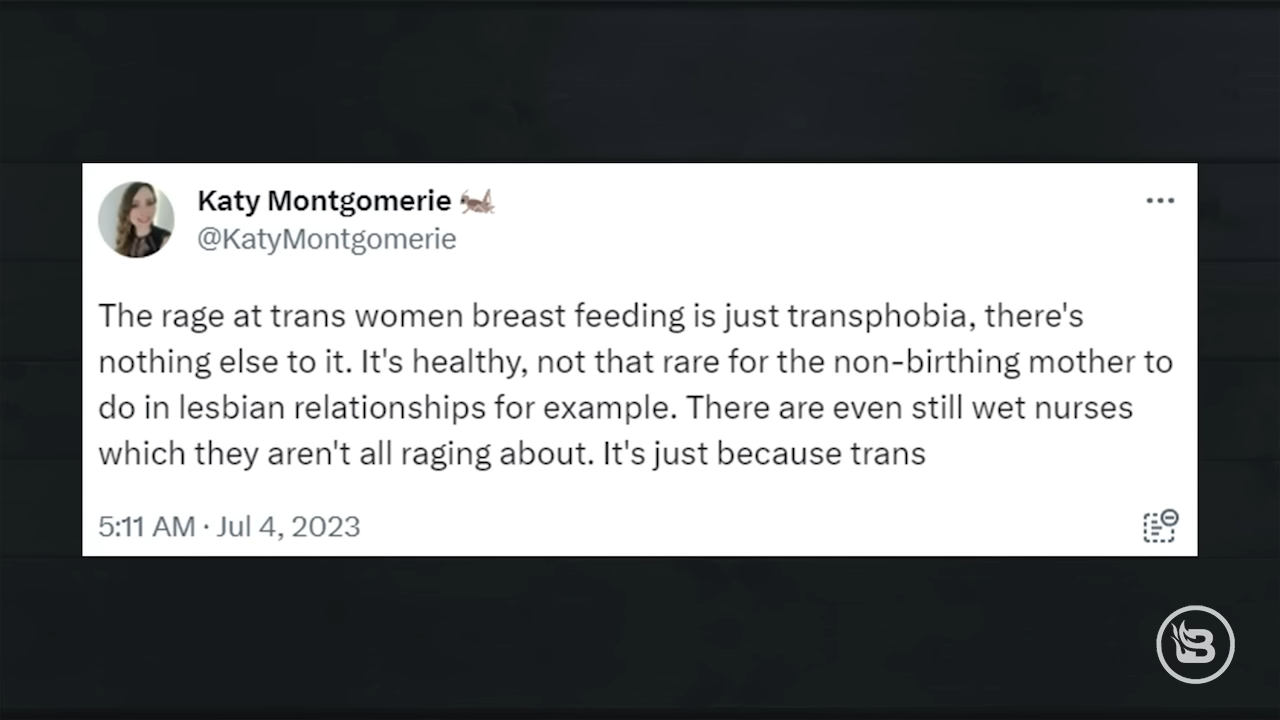 Katy Montgomerie 🦗
@KatyMontgomerie
The rage at trans women breast feeding is just transphobia, there's
nothing else to it. It's healthy, not that rare for the non-birthing mother to
do in lesbian relationships for example. There are even still wet nurses
which they aren't all raging about. It's just because trans
5:11 AM · Jul 4, 2023
B